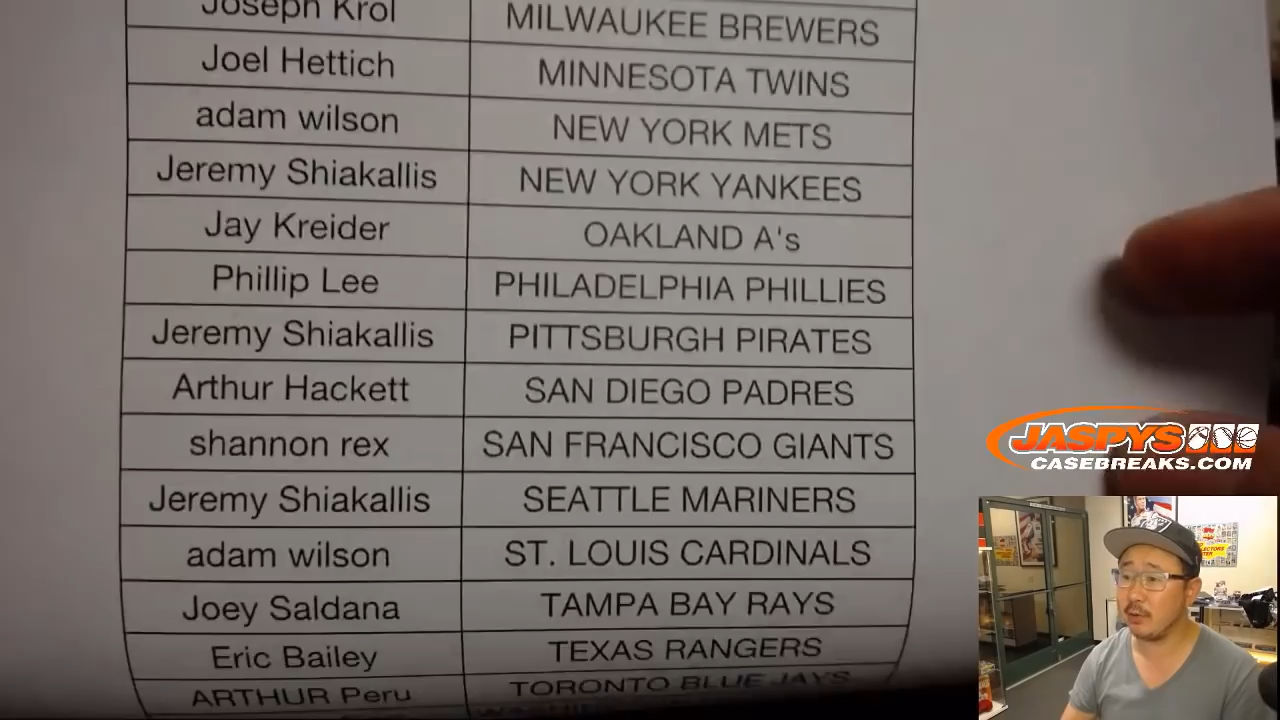 Joseph Krol MILWAUKEE BREWERS
Joel Hettich MINNESOTA TWINS
adam wilson NEW YORK METS
Jeremy Shiakallis NEW YORK YANKEES
Jay Kreider OAKLAND A's
Phillip Lee PHILADELPHIA PHILLIES
Jeremy Shiakallis PITTSBURGH PIRATES
Arthur Hackett SAN DIEGO PADRES
shannon rex SAN FRANCISCO GIANTS
Jeremy Shiakallis SEATTLE MARINERS
adam wilson ST. LOUIS CARDINALS
Joey Saldana TAMPA BAY RAYS
Eric Bailey TEXAS RANGERS
ARTHUR Peru TORONTO BLUE JAYS
JASPYS
CASEBREAKS.COM